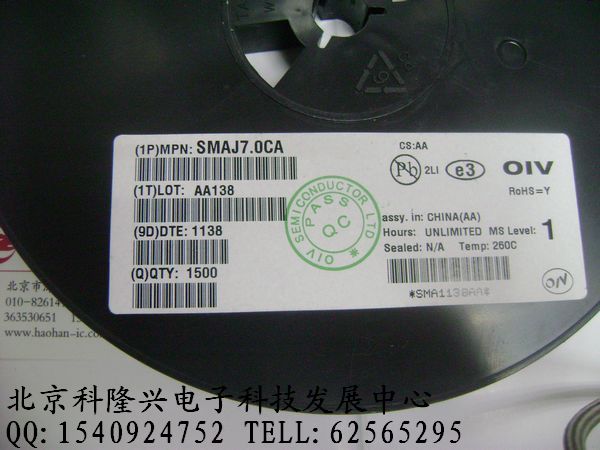 (1P)MPN: SMAJ7.0CA
(1T)LOT: AA138
(9D)DTE: 1138
(Q)QTY: 1500
CS:AA
Pb
2LI
e3
OIV
RoHS=Y
assy. in: CHINA(AA)
Hours: UNLIMITED MS Level: 1
Sealed: N/A Temp: 260C
*SMA1138AA*
OIV SEMICONDUCTOR LTD
PASS
QC
北京市
010-8261
363530651
www.haohan-ic.com
北京科隆兴电子科技发展中心
QQ: 1540924752 TELL: 62565295